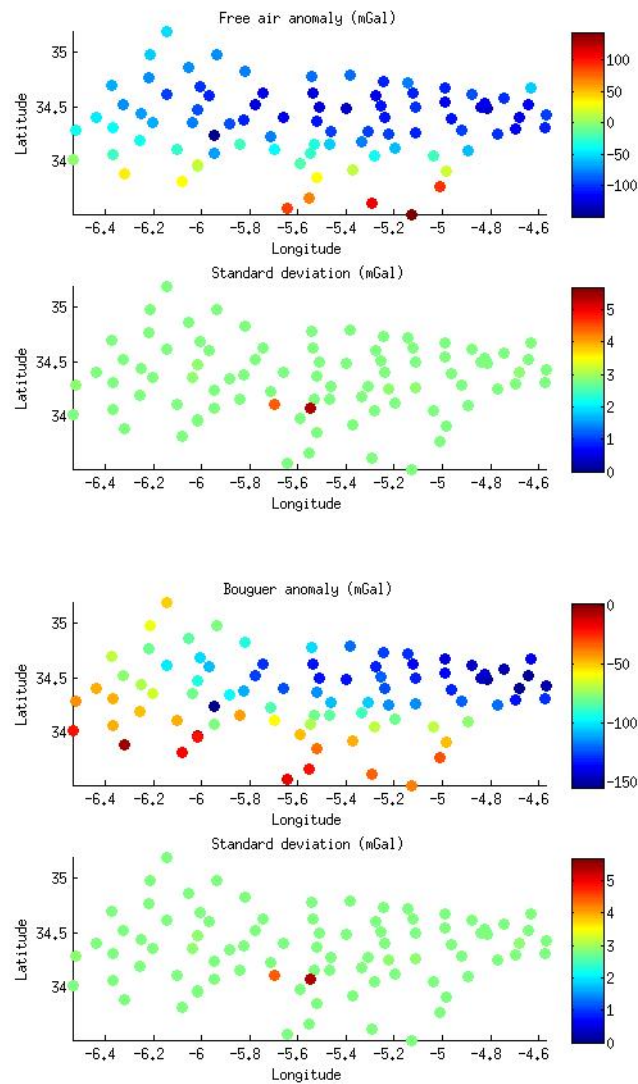 Free air anomaly (mGal)
35
34.5
34
Latitude
-6.4 -6.2 -6 -5.8 -5.6 -5.4 -5.2 -5 -4.8 -4.6
Longitude
100
50
0
-50
-100
Standard deviation (mGal)
35
34.5
34
Latitude
-6.4 -6.2 -6 -5.8 -5.6 -5.4 -5.2 -5 -4.8 -4.6
Longitude
5
4
3
2
1
0
Bouguer anomaly (mGal)
35
34.5
34
Latitude
-6.4 -6.2 -6 -5.8 -5.6 -5.4 -5.2 -5 -4.8 -4.6
Longitude
0
-50
-100
-150
Standard deviation (mGal)
35
34.5
34
Latitude
-6.4 -6.2 -6 -5.8 -5.6 -5.4 -5.2 -5 -4.8 -4.6
Longitude
5
4
3
2
1
0